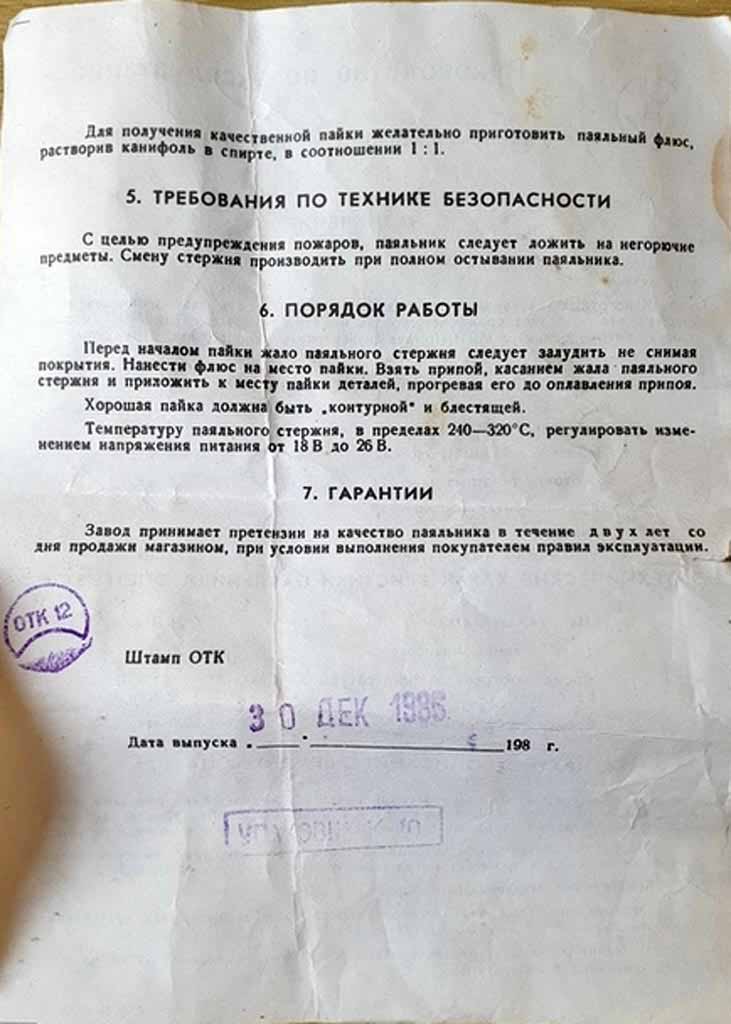 Для получения качественной пайки желательно приготовить паяльный флюс,
растворив канифоль в спирте, в соотношении 1 : 1.
5. ТРЕБОВАНИЯ ПО ТЕХНИКЕ БЕЗОПАСНОСТИ
С целью предупреждения пожаров, паяльник следует ложить на негорючие
предметы. Смену стержня производить при полном остывании паяльника.
6. ПОРЯДОК РАБОТЫ
Перед началом пайки жало паяльного стержня следует залудить не снимая
покрытия. Нанести флюс на место пайки. Взять припой, касанием жала паяльного
стержня и приложить к месту пайки деталей, прогревая его до оплавления припоя.
Хорошая пайка должна быть „контурной“ и блестящей.
Температуру паяльного стержня, в пределах 240—320°С, регулировать изме-
нением напряжения питания от 18 В до 26 В.
7. ГАРАНТИИ
Завод принимает претензии на качество паяльника в течение двух лет со
дня продажи магазином, при условии выполнения покупателем правил эксплуатации.
ОТК 12
Штамп ОТК
30 ДЕК 1986
Дата выпуска „ “ 198 г.